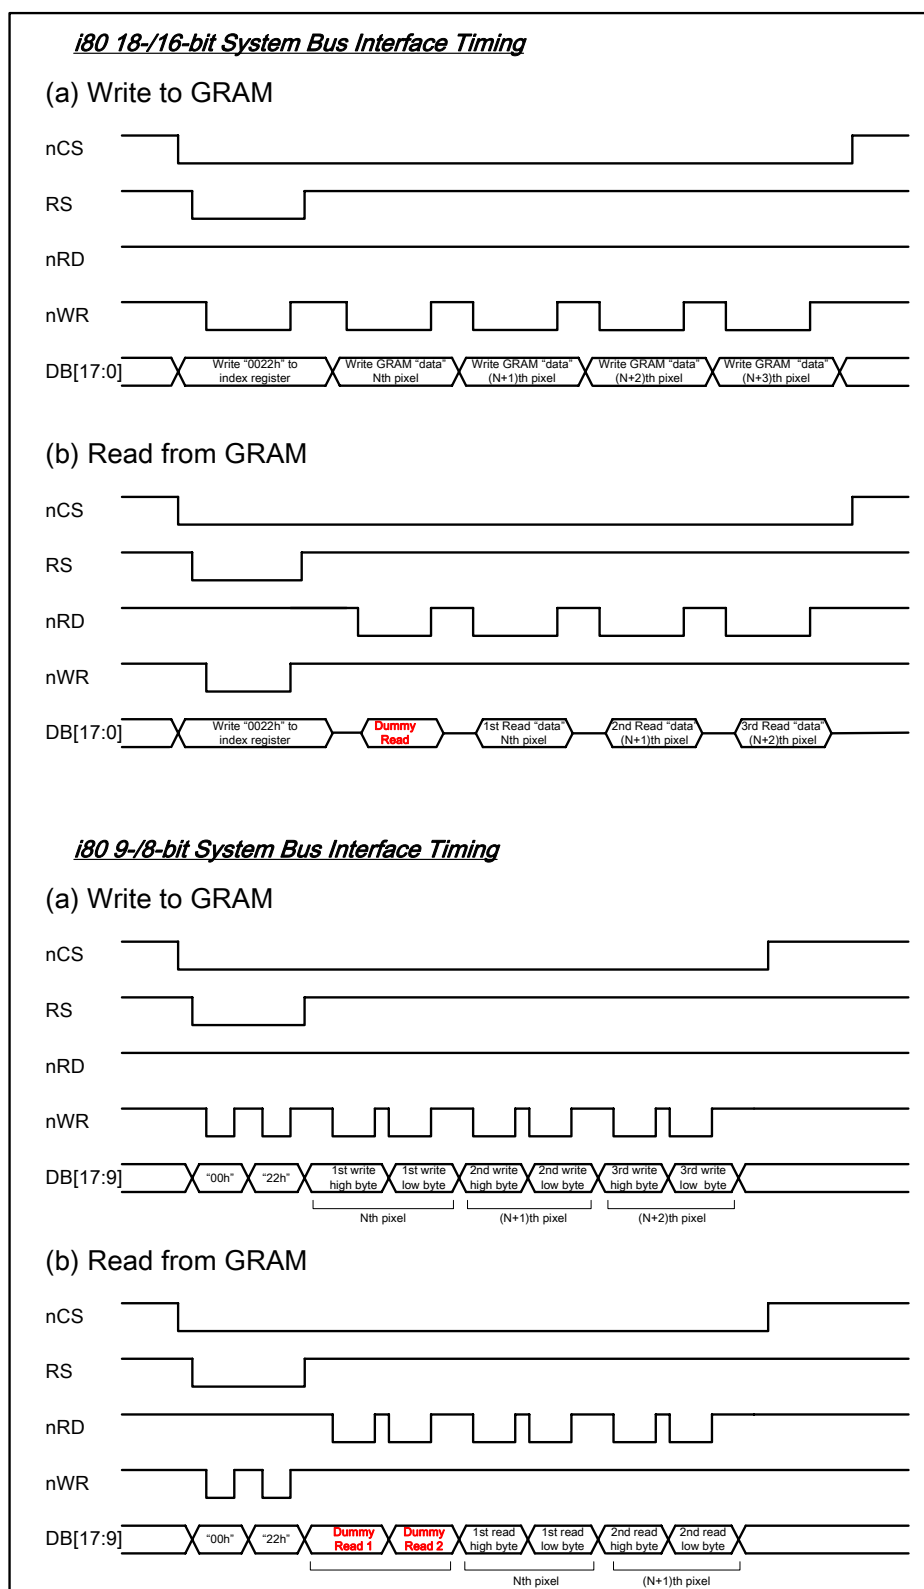 i80 18-/16-bit System Bus Interface Timing
(a) Write to GRAM
nCS
RS
nRD
nWR
DB[17:0]
Write “0022h” to
index register
Write GRAM “data”
Nth pixel
Write GRAM “data”
(N+1)th pixel
Write GRAM “data”
(N+2)th pixel
Write GRAM “data”
(N+3)th pixel
(b) Read from GRAM
nCS
RS
nRD
nWR
DB[17:0]
Write “0022h” to
index register
Dummy
Read
1st Read “data”
Nth pixel
2nd Read “data”
(N+1)th pixel
3rd Read “data”
(N+2)th pixel
i80 9-/8-bit System Bus Interface Timing
(a) Write to GRAM
nCS
RS
nRD
nWR
DB[17:9]
“00h”
“22h”
1st write
high byte
1st write
low byte
2nd write
high byte
2nd write
low byte
3rd write
high byte
3rd write
low byte
Nth pixel
(N+1)th pixel
(N+2)th pixel
(b) Read from GRAM
nCS
RS
nRD
nWR
DB[17:9]
“00h”
“22h”
Dummy
Read 1
Dummy
Read 2
1st read
high byte
1st read
low byte
2nd read
high byte
2nd read
low byte
Nth pixel
(N+1)th pixel